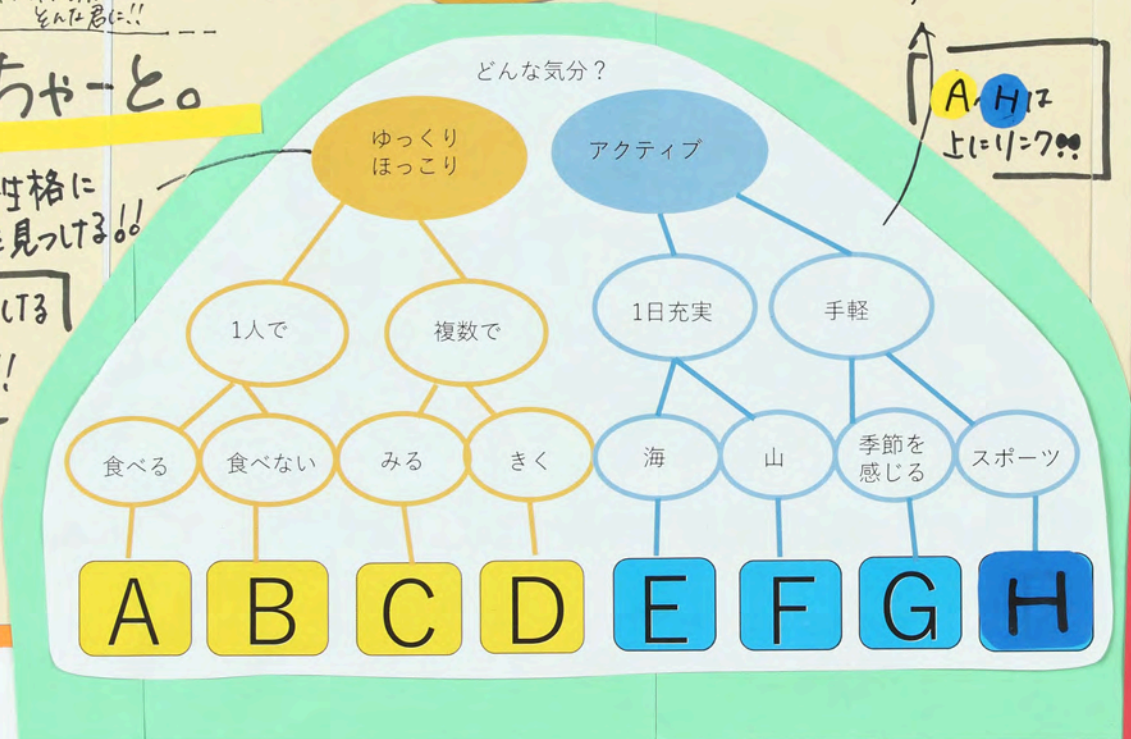 そんな君に!!
ちゃーと。
性格に
見つける!!
ける
どんな気分？
ゆっくり
ほっこり
アクティブ
A、Hは
上にリンク!!
1人で
複数で
1日充実
手軽
食べる
食べない
みる
きく
海
山
季節を
感じる
スポーツ
A
B
C
D
E
F
G
H